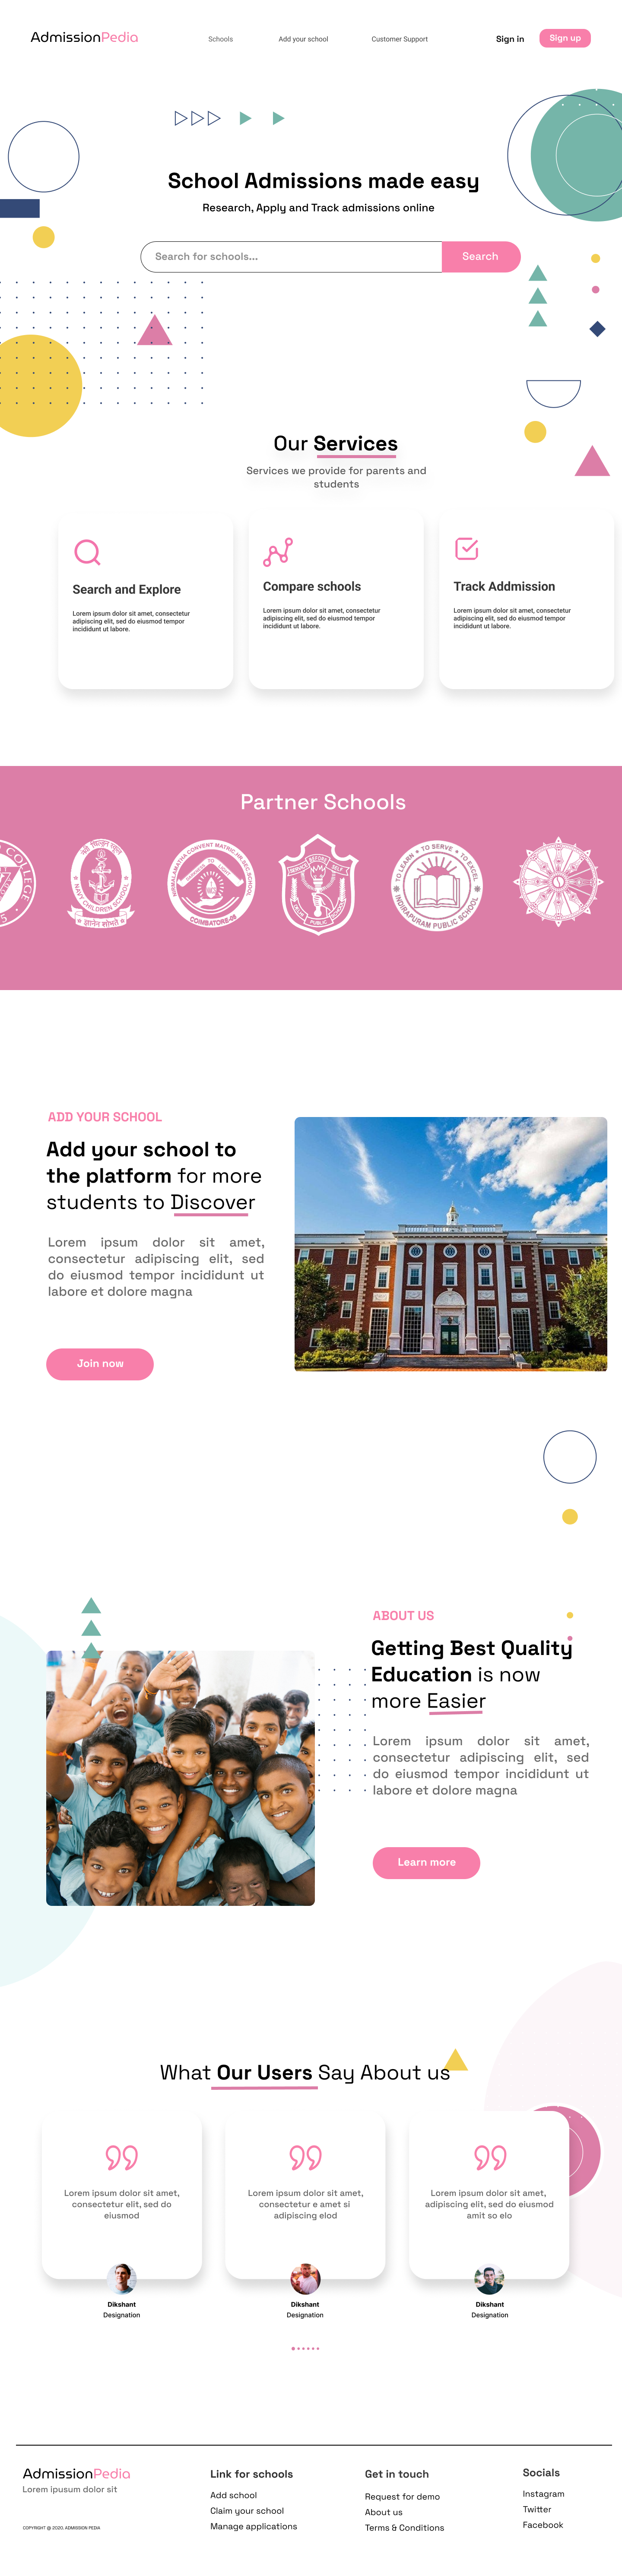 AdmissionPedia
Schools
Add your school
Customer Support
Sign in
Sign up
School Admissions made easy
Research, Apply and Track admissions online
Search for schools...
Search
Our Services
Services we provide for parents and
students
Search and Explore
Lorem ipsum dolor sit amet, consectetur
adipiscing elit, sed do eiusmod tempor
incididunt ut labore.
Compare schools
Lorem ipsum dolor sit amet, consectetur
adipiscing elit, sed do eiusmod tempor
incididunt ut labore.
Track Addmission
Lorem ipsum dolor sit amet, consectetur
adipiscing elit, sed do eiusmod tempor
incididunt ut labore.
Partner Schools
COLLEGE
NAVY CHILDREN SCHOOL
COIMBATORE-06
SERVICE BEFORE SELF
TO LEARN TO SERVE TO EXCEL
INDIRAPURAM PUBLIC SCHOOL
ADD YOUR SCHOOL
Add your school to
the platform for more
students to Discover
Lorem ipsum dolor sit amet,
consectetur adipiscing elit, sed
do eiusmod tempor incididunt ut
labore et dolore magna
Join now
ABOUT US
Getting Best Quality
Education is now
more Easier
Lorem ipsum dolor sit amet,
consectetur adipiscing elit, sed
do eiusmod tempor incididunt ut
labore et dolore magna
Learn more
What Our Users Say About us
Lorem ipsum dolor sit amet,
consectetur elit, sed do
eiusmod
Dikshant
Designation
Lorem ipsum dolor sit amet,
consectetur e amet si
adipiscing elod
Dikshant
Designation
Lorem ipsum dolor sit amet,
adipiscing elit, sed do eiusmod
amit so elo
Dikshant
Designation
AdmissionPedia
Lorem ipusum dolor sit
COPYRIGHT @ 2020, ADMISSION PEDIA
Link for schools
Add school
Claim your school
Manage applications
Get in touch
Request for demo
About us
Terms & Conditions
Socials
Instagram
Twitter
Facebook